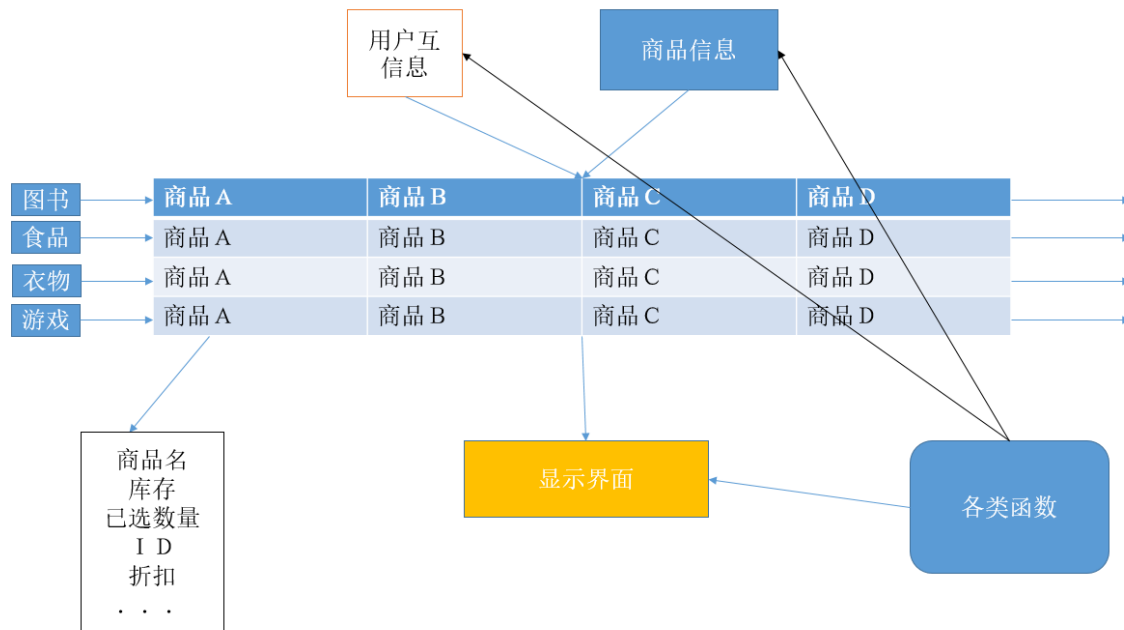 用户互
信息
商品信息
图书
商品A
商品B
商品C
商品D
食品
商品A
商品B
商品C
商品D
衣物
商品A
商品B
商品C
商品D
游戏
商品A
商品B
商品C
商品D
商品名
库存
已选数量
ID
折扣
...
显示界面
各类函数